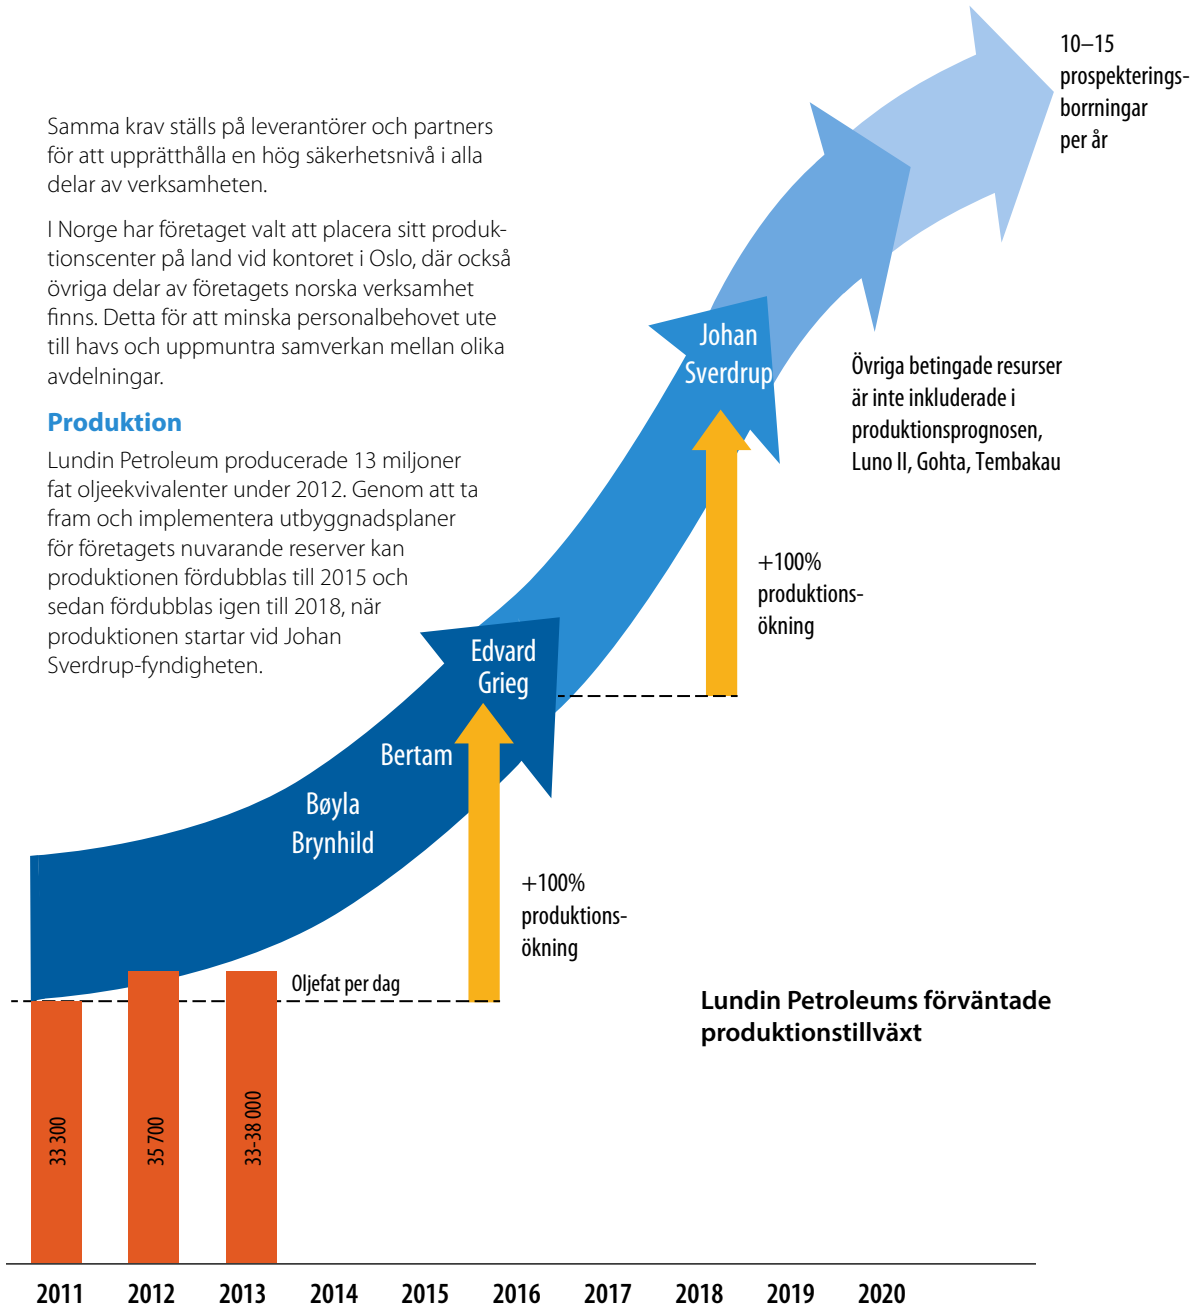 Samma krav ställs på leverantörer och partners
för att upprätthålla en hög säkerhetsnivå i alla
delar av verksamheten.
I Norge har företaget valt att placera sitt produk-
tionscenter på land vid kontoret i Oslo, där också
övriga delar av företagets norska verksamhet
finns. Detta för att minska personalbehovet ute
till havs och uppmuntra samverkan mellan olika
avdelningar.
Produktion
Lundin Petroleum producerade 13 miljoner
fat oljeekvivalenter under 2012. Genom att ta
fram och implementera utbyggnadsplaner
för företagets nuvarande reserver kan
produktionen fördubblas till 2015 och
sedan fördubblas igen till 2018, när
produktionen startar vid Johan
Sverdrup-fyndigheten.
10–15
prospekterings-
borrningar
per år
Johan
Sverdrup
Övriga betingade resurser
är inte inkluderade i
produktionsprognosen,
Luno II, Gohta, Tembakau
+100%
produktions-
ökning
Edvard
Grieg
Bertam
Bøyla
Brynhild
+100%
produktions-
ökning
Oljefat per dag
Lundin Petroleums förväntade
produktionstillväxt
33 300
35 700
33-38 000
2011 2012 2013 2014 2015 2016 2017 2018 2019 2020